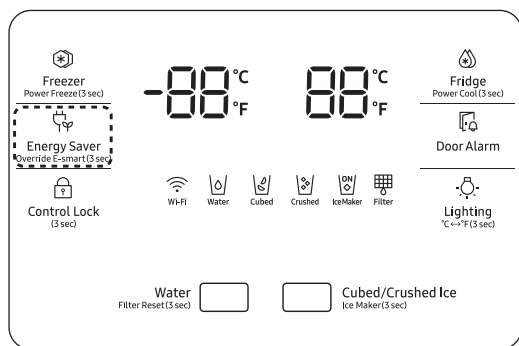 Freezer
Power Freeze (3 sec)
-88 °C °F
88 °C °F
Fridge
Power Cool (3 sec)
Energy Saver
Override E-smart (3 sec)
Door Alarm
Control Lock
(3 sec)
Wi-Fi
Water
Cubed
Crushed
ON
Ice Maker
Filter
Lighting
°C↔°F (3 sec)
Water
Filter Reset (3 sec)
Cubed/Crushed Ice
Ice Maker (3 sec)